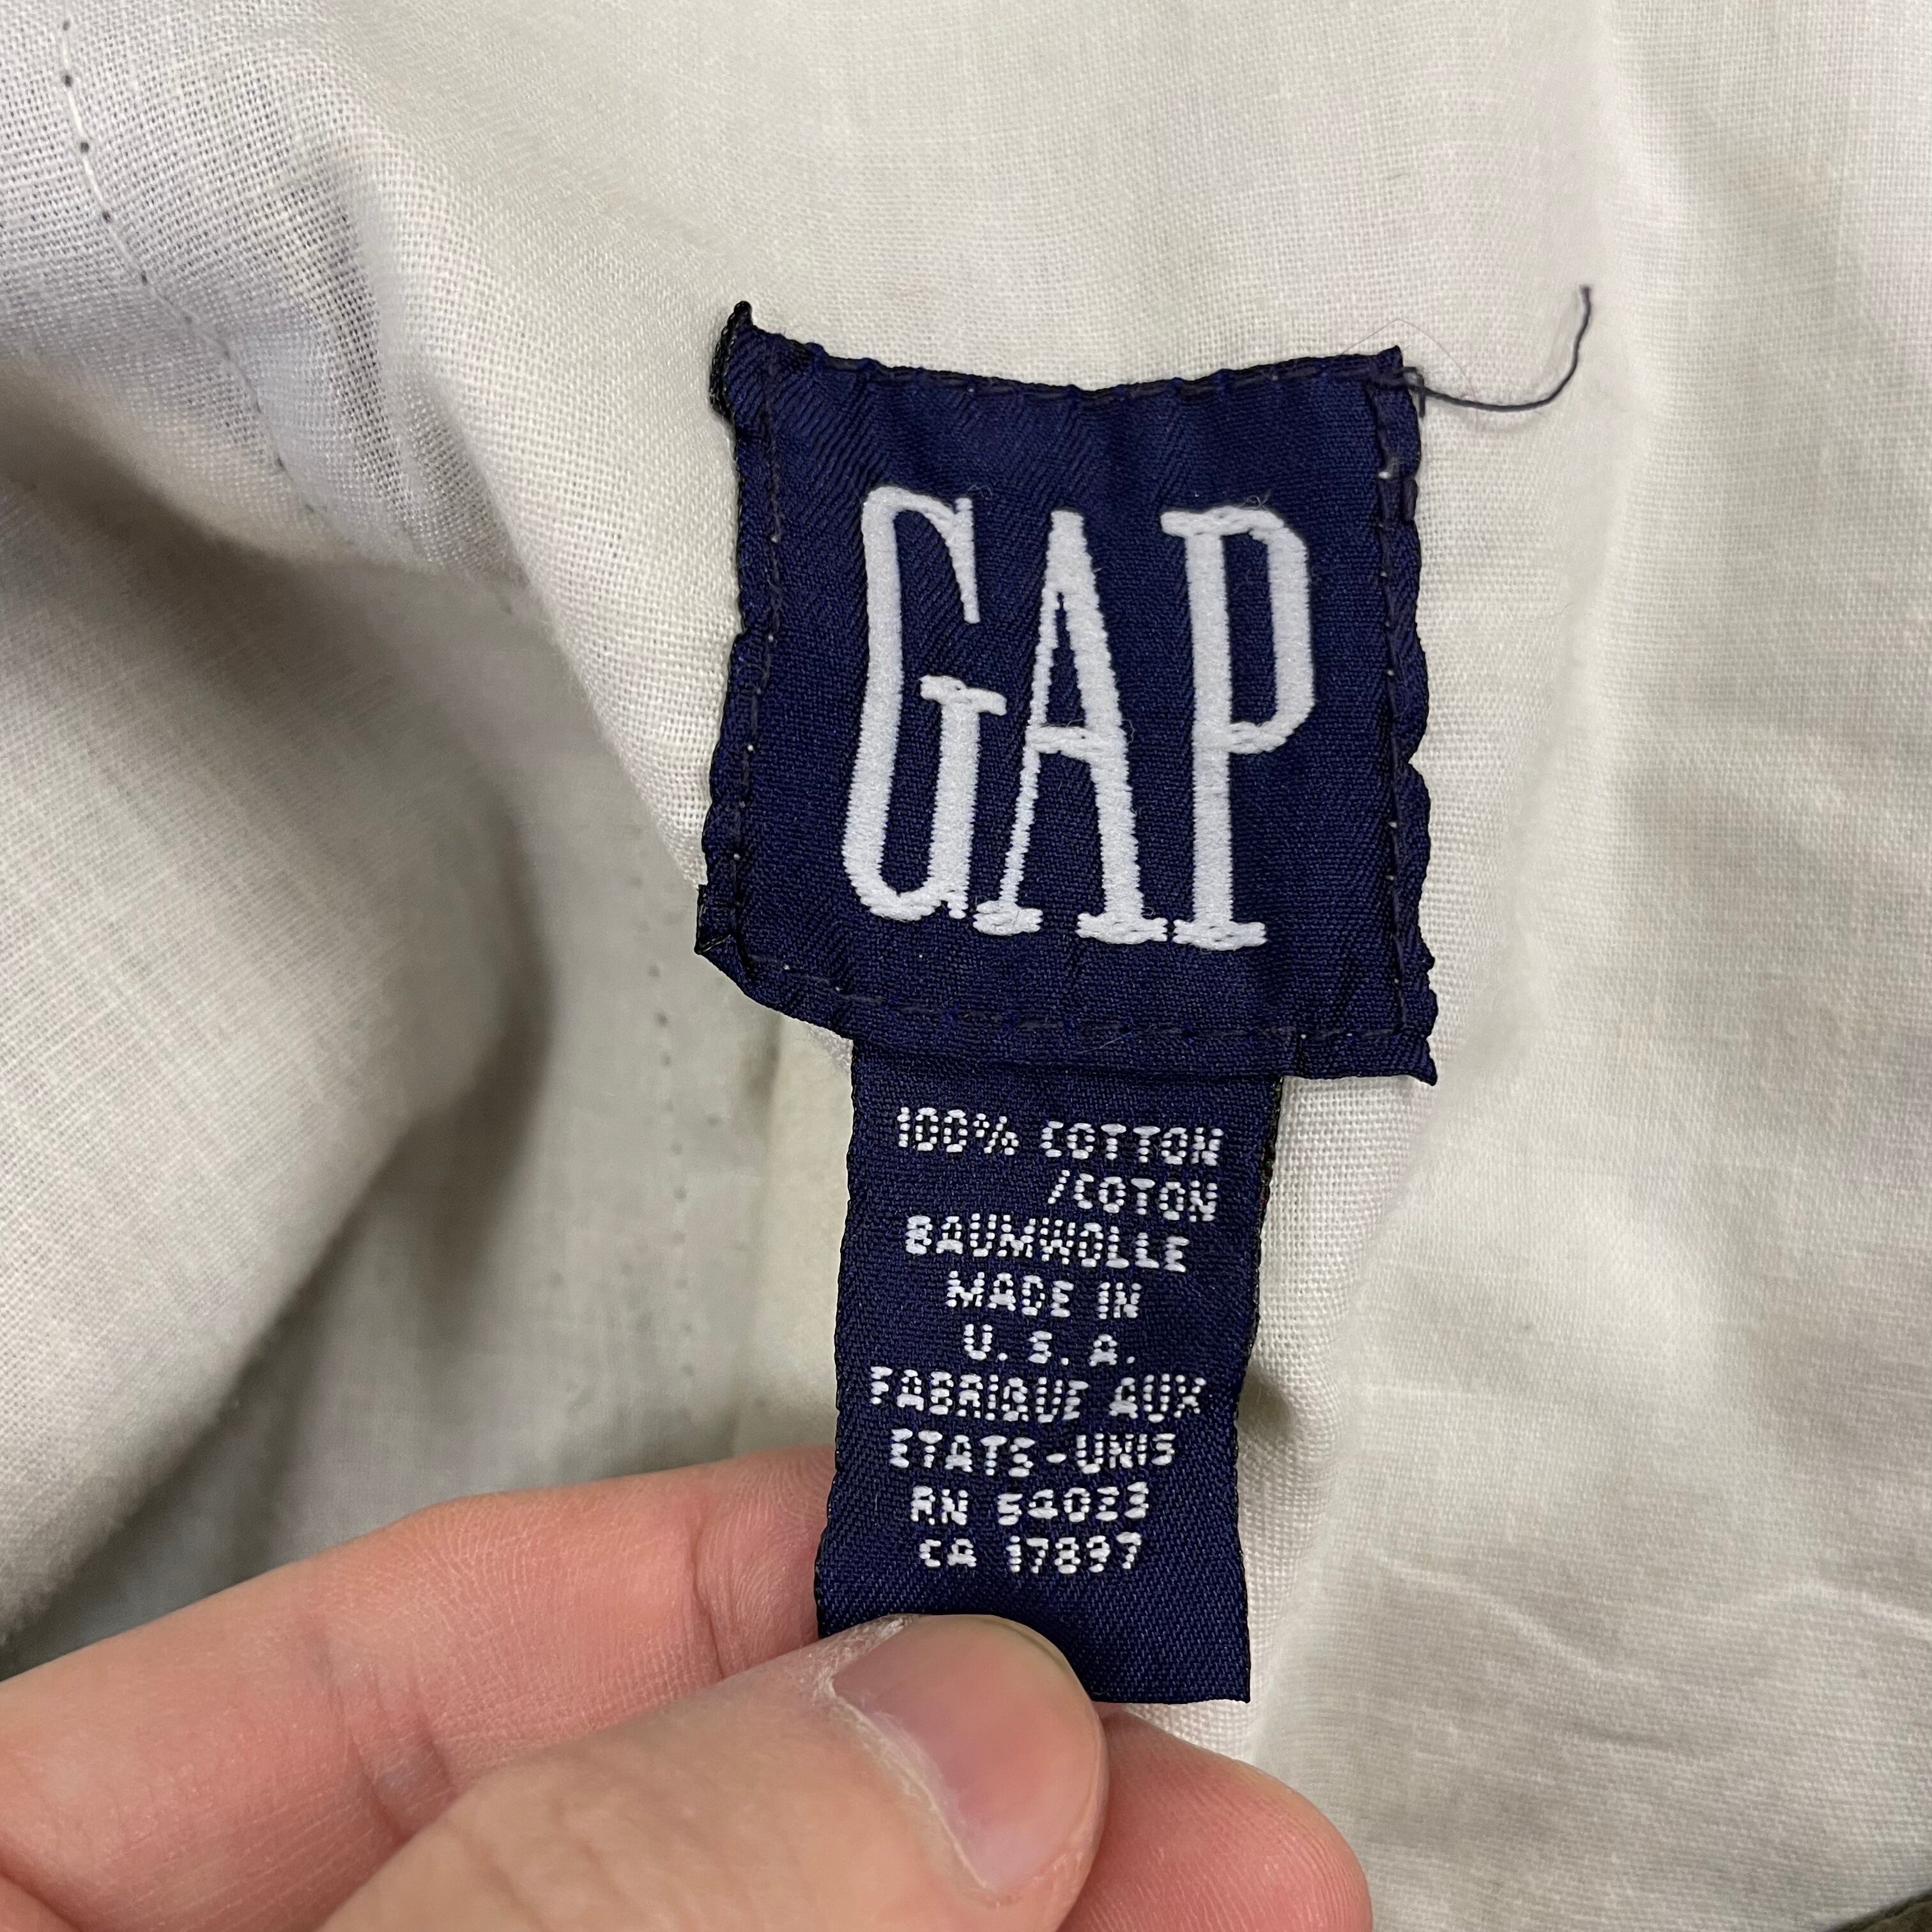 GAP
100% COTTON
/COTON
BAUMWOLLE
MADE IN
U.S.A.
FABRIQUE AUX
ETATS-UNIS
RN 54023
CA 17897